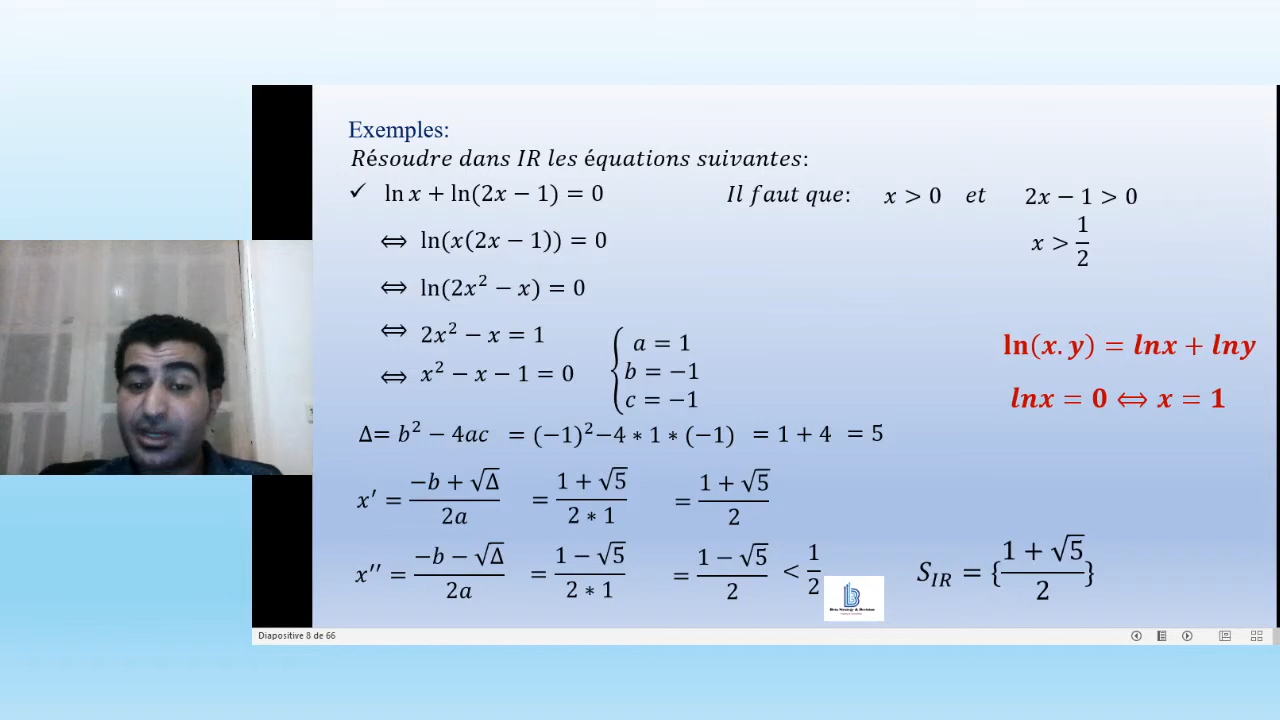 Exemples:
Résoudre dans IR les équations suivantes:
✓ ln x + ln(2x − 1) = 0 Il faut que: x > 0 et 2x − 1 > 0
⟺ ln(x(2x − 1)) = 0 x > 1/2
⟺ ln(2x² − x) = 0
⟺ 2x² − x = 1
⟺ x² − x − 1 = 0 { a = 1
b = −1
c = −1
ln(x.y) = lnx + lny
lnx = 0 ⟺ x = 1
Δ= b² − 4ac = (−1)²−4 * 1 * (−1) = 1 + 4 = 5
x′ = (−b + √Δ)/2a = (1 + √5)/(2 * 1) = (1 + √5)/2
x′′ = (−b − √Δ)/2a = (1 − √5)/(2 * 1) = (1 − √5)/2 < 1/2
S_IR = {(1 + √5)/2}
Diapositive 8 de 66